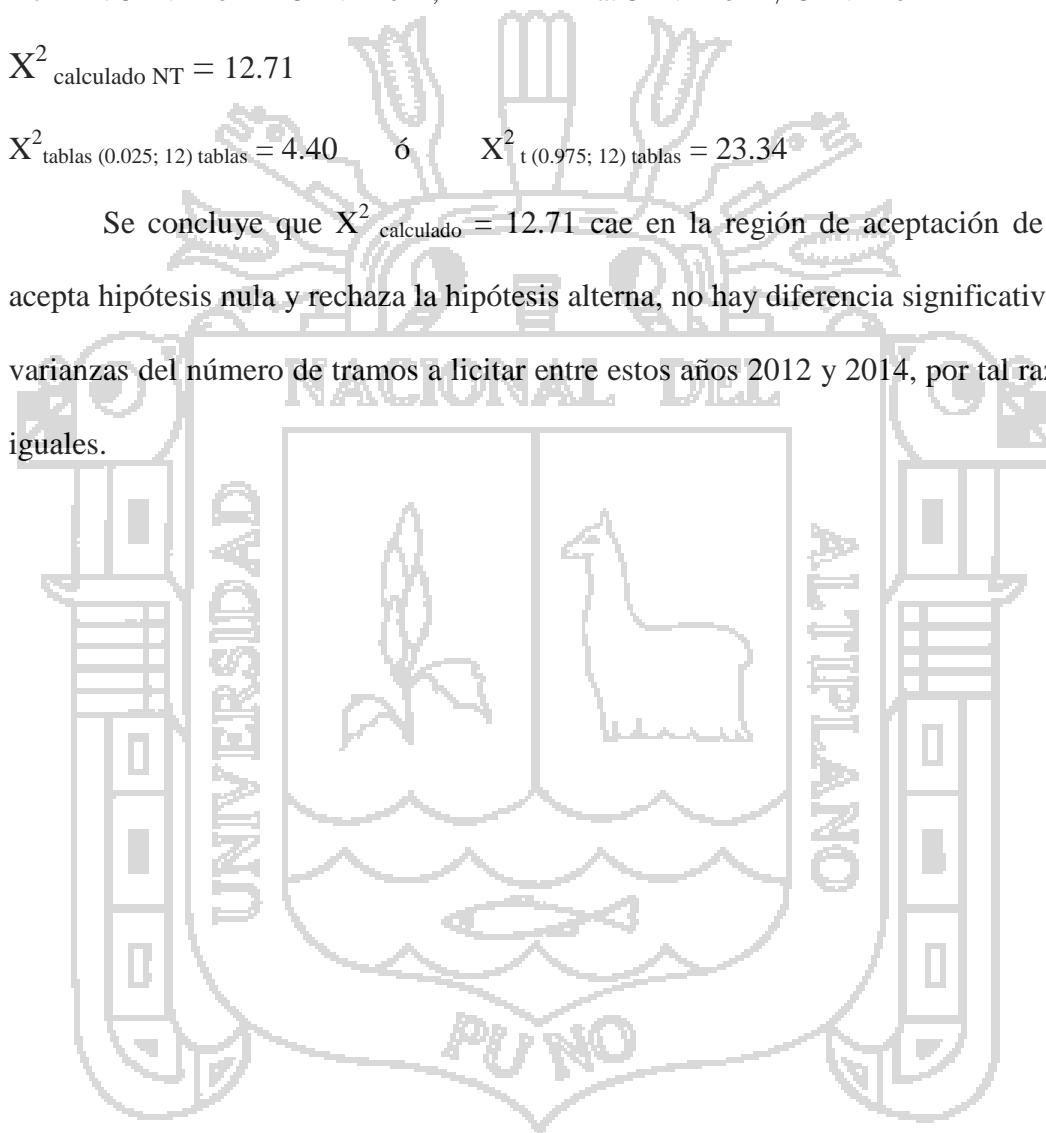 X² calculado NT = 12.71
X² tablas (0.025; 12) tablas = 4.40 ó X² t (0.975; 12) tablas = 23.34
Se concluye que X² calculado = 12.71 cae en la región de aceptación de
acepta hipótesis nula y rechaza la hipótesis alterna, no hay diferencia significativ
varianzas del número de tramos a licitar entre estos años 2012 y 2014, por tal
iguales.
NACIONAL DEL
UNIVERSIDAD
ALTIPLANO
PUNO